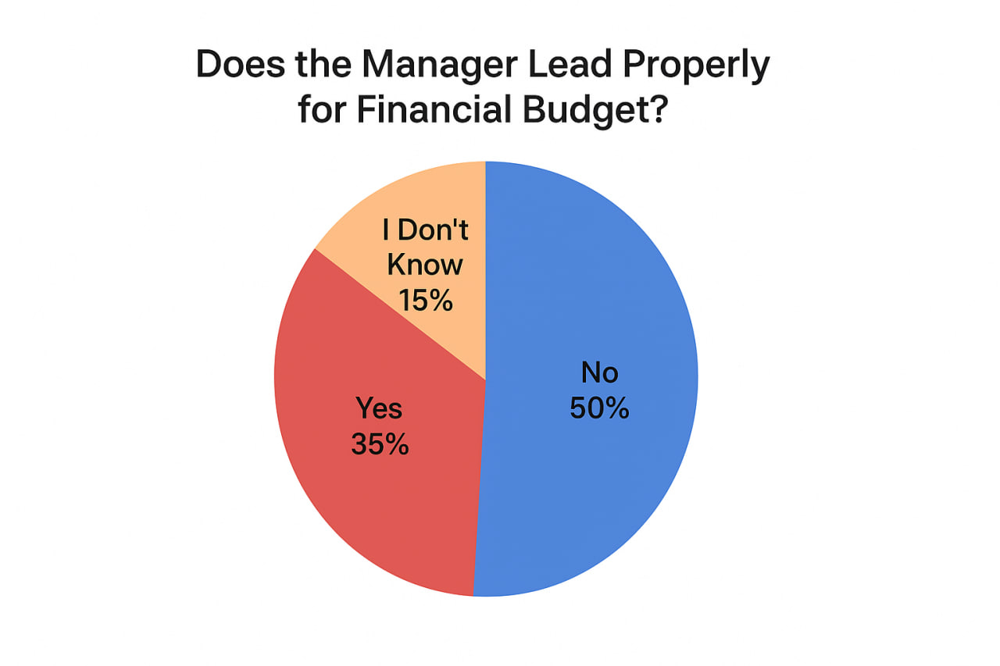 Does the Manager Lead Properly
for Financial Budget?
I Don't
Know
15%
No
50%
Yes
35%